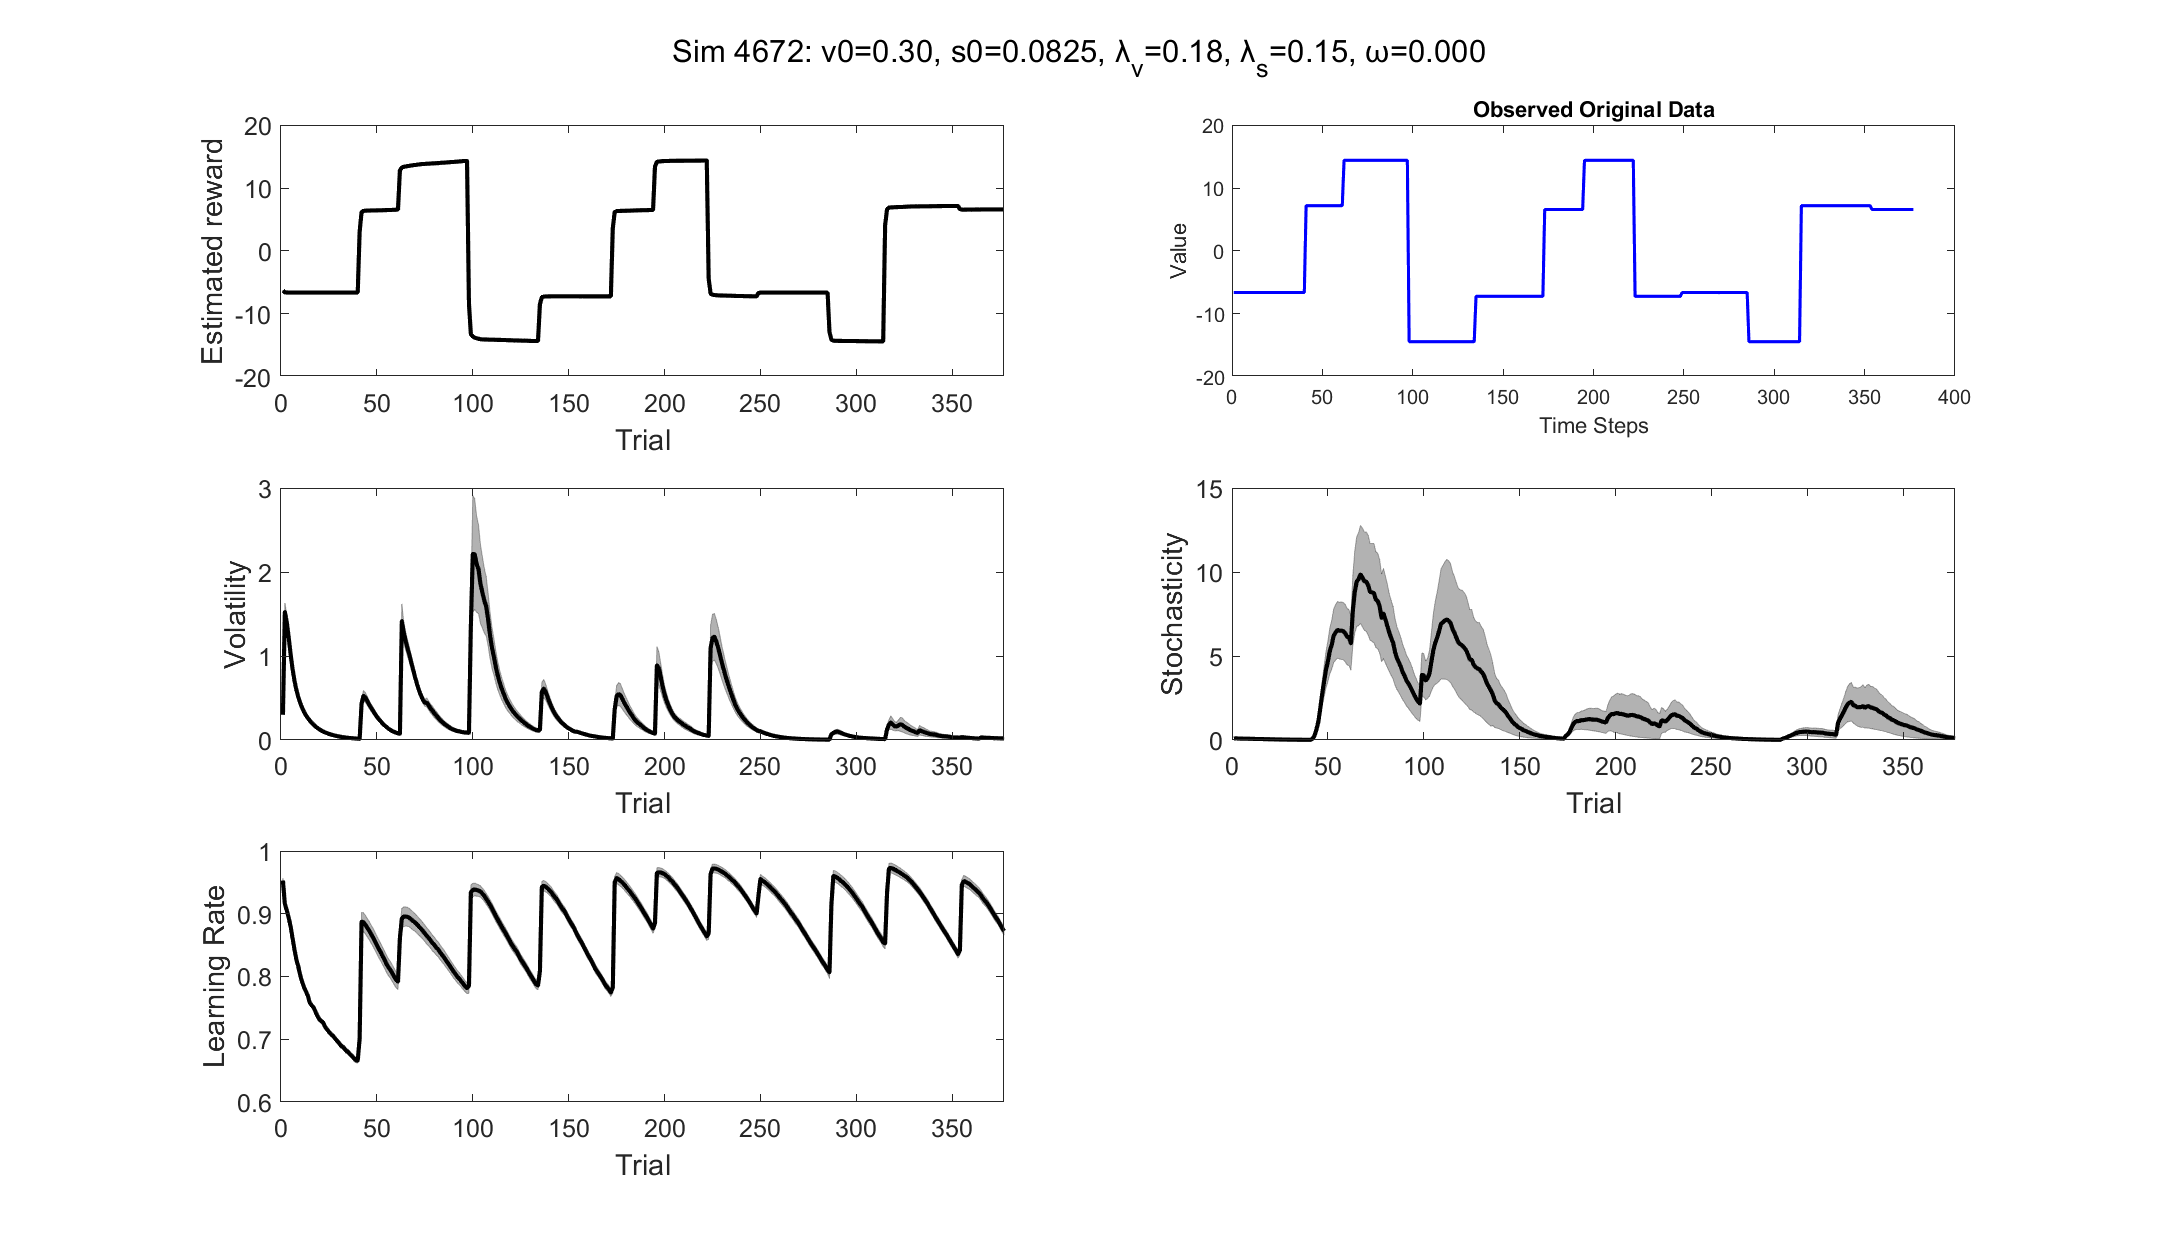 Sim 4672: v0=0.30, s0=0.0825, λv=0.18, λs=0.15, ω=0.000
20
10
0
-10
-20
Estimated reward
0 50 100 150 200 250 300 350
Trial
Observed Original Data
20
10
0
-10
-20
Value
0 50 100 150 200 250 300 350 400
Time Steps
3
2
1
0
Volatility
0 50 100 150 200 250 300 350
Trial
15
10
5
0
Stochasticity
0 50 100 150 200 250 300 350
Trial
1
0.9
0.8
0.7
0.6
Learning Rate
0 50 100 150 200 250 300 350
Trial